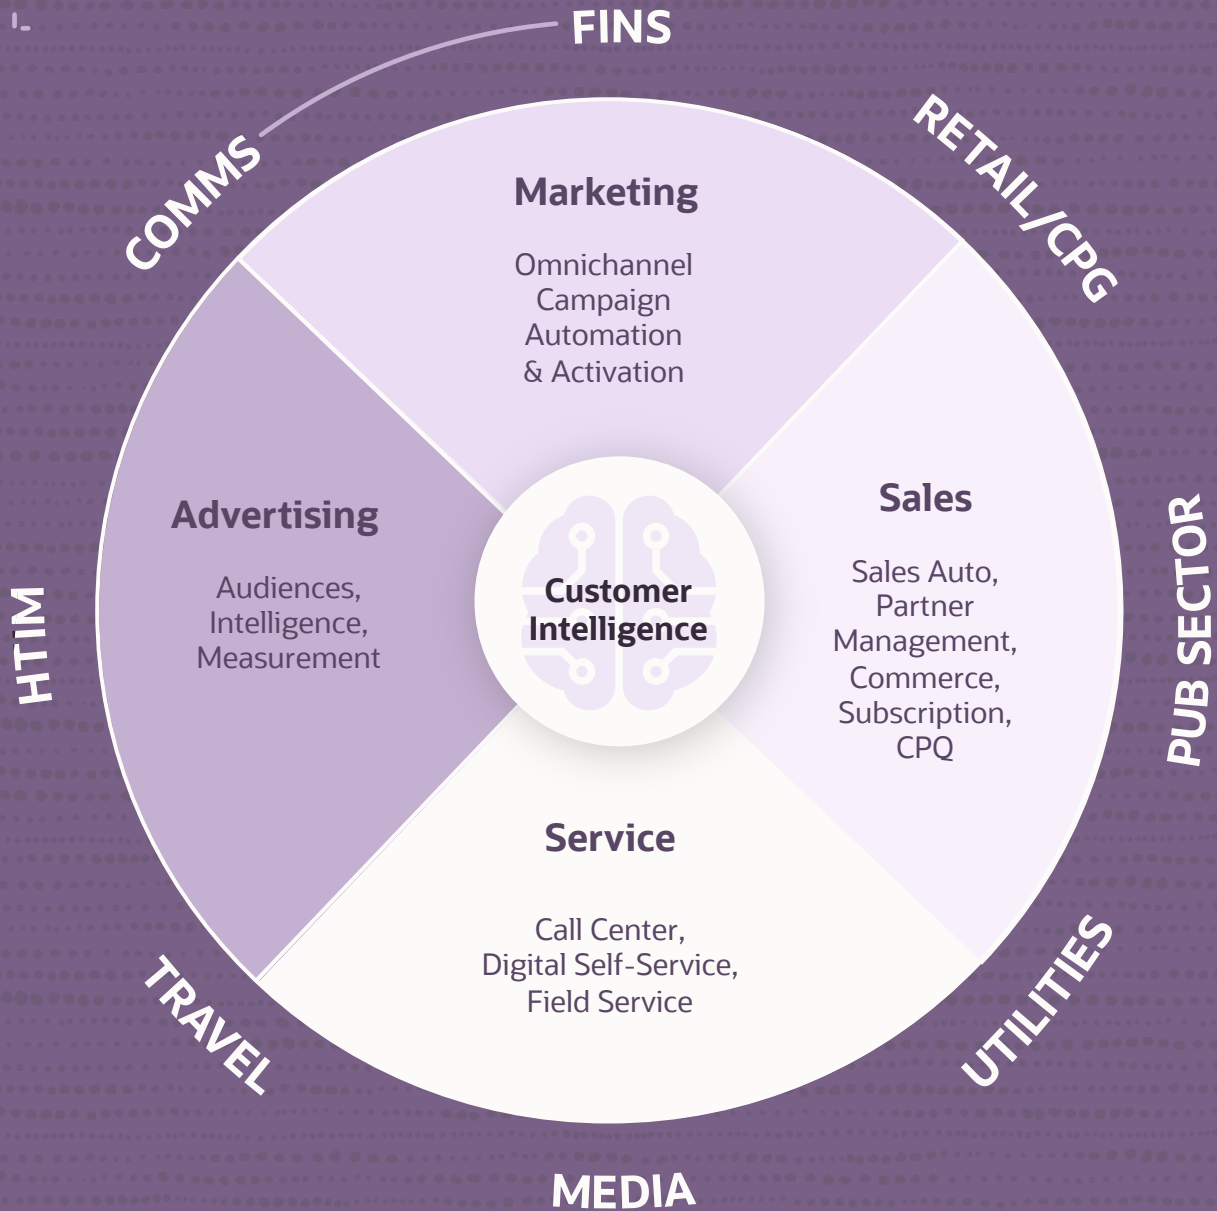 FINS
COMMS
RETAIL/CPG
Marketing
Omnichannel
Campaign
Automation
& Activation
Advertising
Audiences,
Intelligence,
Measurement
Customer
Intelligence
Sales
Sales Auto,
Partner
Management,
Commerce,
Subscription,
CPQ
HTIM
PUB SECTOR
Service
Call Center,
Digital Self-Service,
Field Service
TRAVEL
UTILITIES
MEDIA